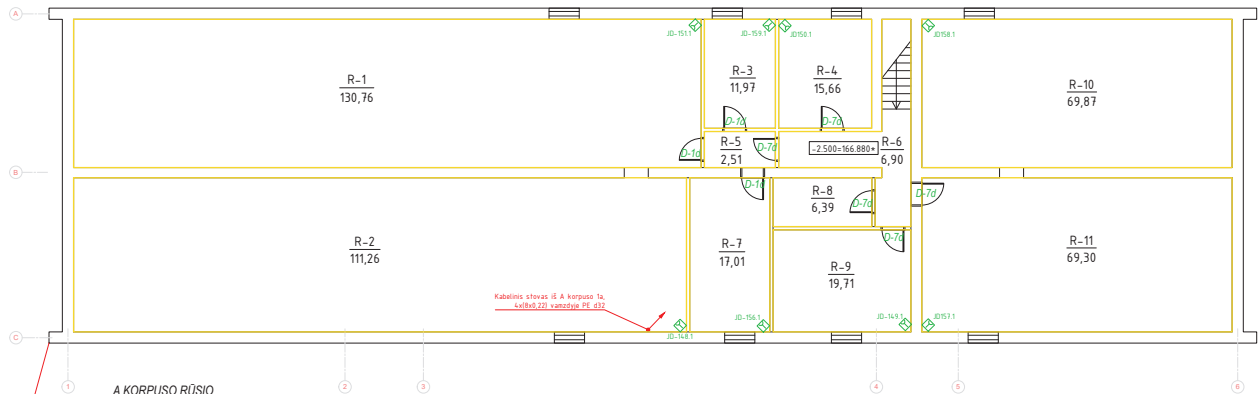 A
JD-151.1
JD-159.1
JD150.1
JD158.1
R-1
130,76
R-3
11,97
R-4
15,66
R-10
69,87
D-1d
D-7d
R-5
2,51
D-1d
D-7d
-2.500=166.880*
R-6
6,90
B
D-1d
R-8
6,39
D-7d
D-7d
R-2
111,26
R-7
17,01
D-7d
R-11
69,30
R-9
19,71
Kabelinis stovas iš A korpuso 1a,
4x(8x0,22) vamzdyje PE d32
JD-148.1
JD-156.1
JD-149.1
JD157.1
C
1
2
3
4
5
6
A KORPUSO RŪSIO